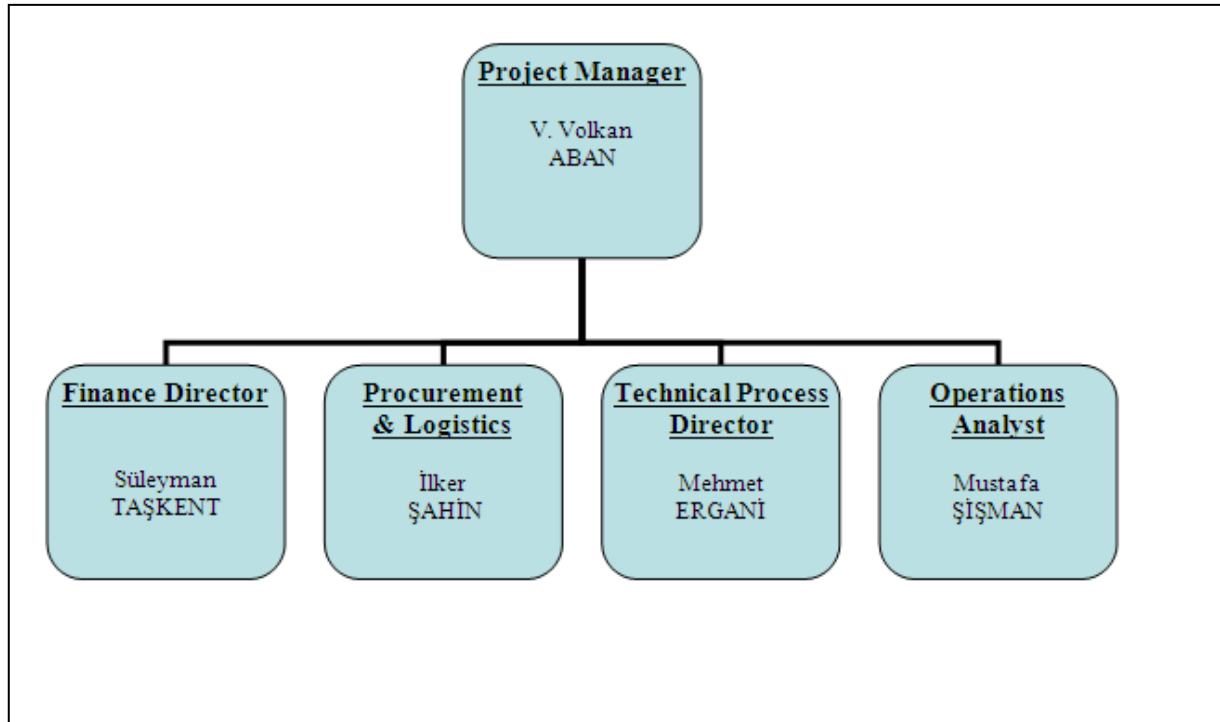 Project Manager
V. Volkan
ABAN
Finance Director
Süleyman
TAŞKENT
Procurement
& Logistics
İlker
ŞAHİN
Technical Process
Director
Mehmet
ERGANİ
Operations
Analyst
Mustafa
ŞİŞMAN